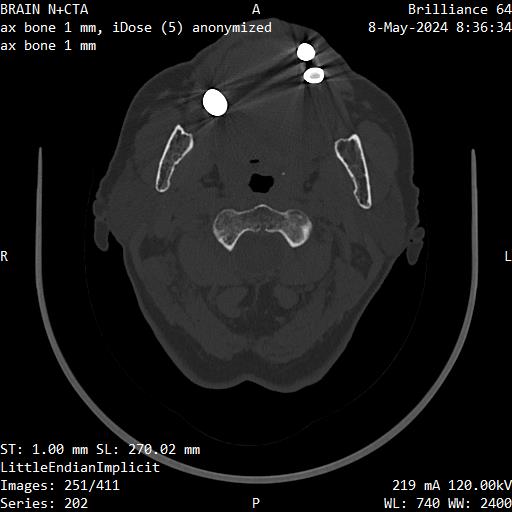 BRAIN N+CTA
ax bone 1 mm, iDose (5) anonymized
ax bone 1 mm
A
Brilliance 64
8-May-2024 8:36:34
R
L
ST: 1.00 mm SL: 270.02 mm
LittleEndianImplicit
Images: 251/411
Series: 202
P
219 mA 120.00kV
WL: 740 WW: 2400